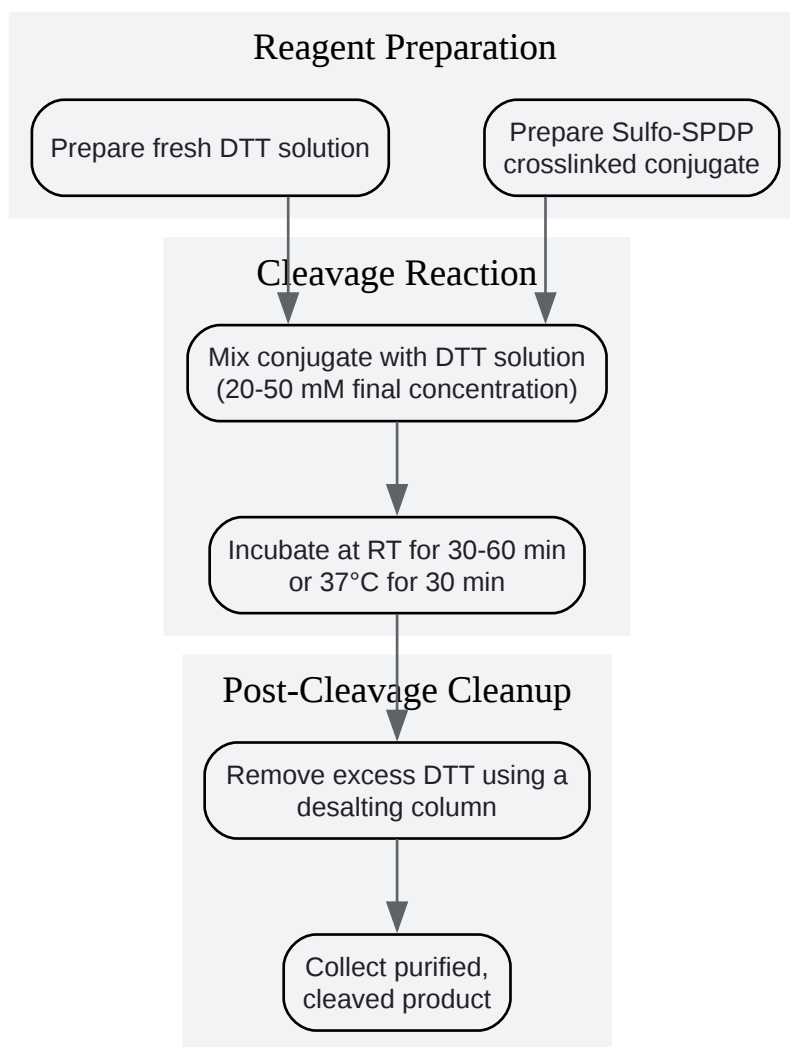 Reagent Preparation
Prepare fresh DTT solution
Prepare Sulfo-SPDP
crosslinked conjugate
Cleavage Reaction
Mix conjugate with DTT solution
(20-50 mM final concentration)
Incubate at RT for 30-60 min
or 37°C for 30 min
Post-Cleavage Cleanup
Remove excess DTT using a
desalting column
Collect purified,
cleaved product